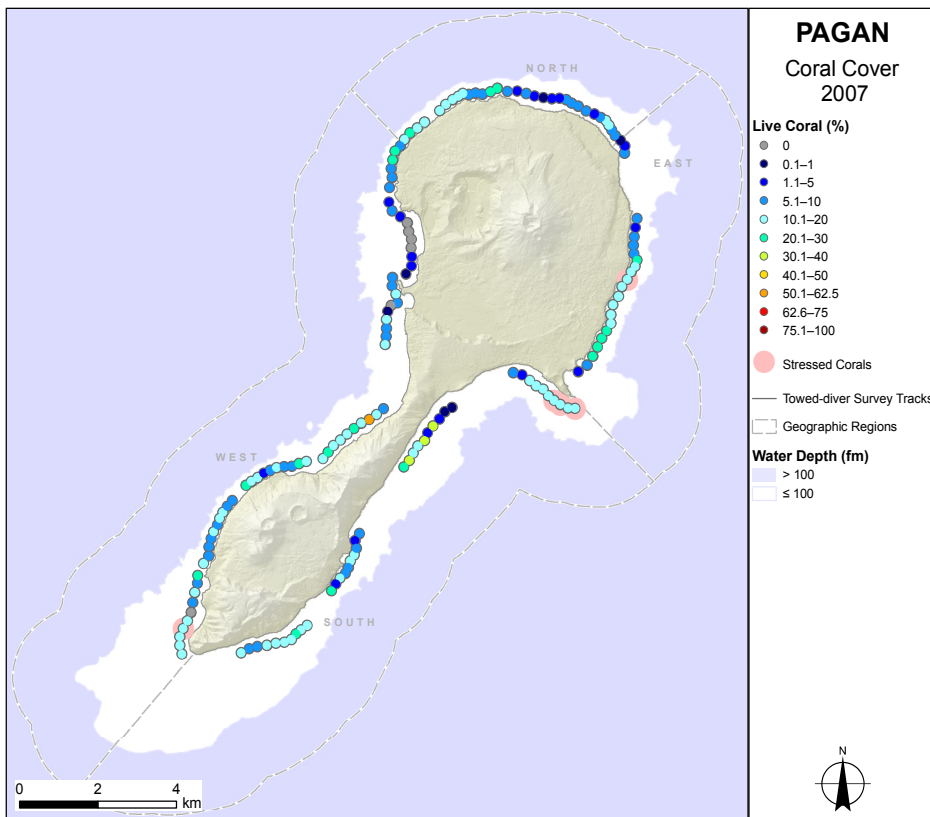 PAGAN
Coral Cover
2007
Live Coral (%)
0
0.1–1
1.1–5
5.1–10
10.1–20
20.1–30
30.1–40
40.1–50
50.1–62.5
62.6–75
75.1–100
Stressed Corals
Towed-diver Survey Tracks
Geographic Regions
Water Depth (fm)
> 100
≤ 100
N
NORTH
EAST
WEST
SOUTH
0 2 4
km